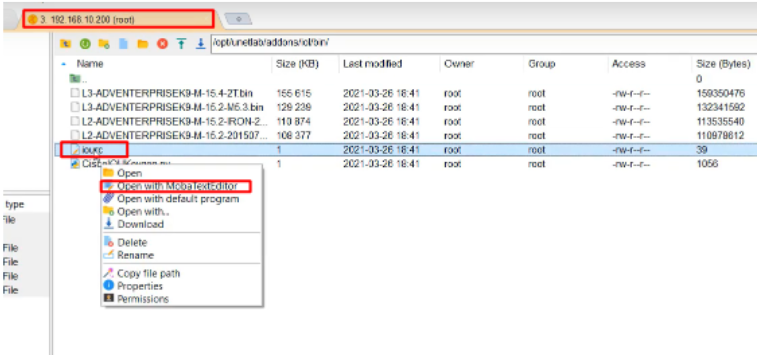 3. 192.168.10.200 (root)
/opt/unetlab/addons/iol/bin/
Name Size (KB) Last modified Owner Group Access Size (Bytes)
.. 0
L3-ADVENTERPRISEK9-M-15.4-2T.bin 155 615 2021-03-26 18:41 root root -rw-r--r-- 159350476
L3-ADVENTERPRISEK9-M-15.2-M5.3.bin 129 239 2021-03-26 18:41 root root -rw-r--r-- 132341592
L2-ADVENTERPRISEK9-M-15.2-IRON-2... 110 874 2021-03-26 18:41 root root -rw-r--r-- 113535540
L2-ADVENTERPRISEK9-M-15.2-201507... 108 377 2021-03-26 18:41 root root -rw-r--r-- 110978612
iourc 1 2021-03-26 18:41 root root -rw-r--r-- 39
1 2021-03-26 18:41 root root -rw-r--r-- 1056
Open
Open with MobaTextEditor
Open with default program
Open with..
Download
Delete
Rename
Copy file path
Properties
Permissions
type
File
File
File
File
File